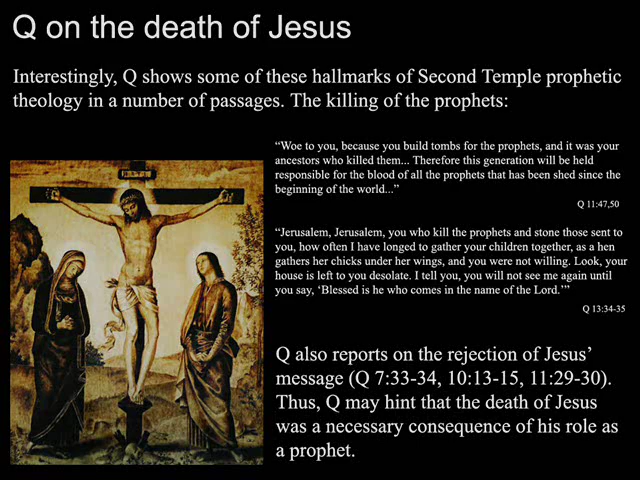 Q on the death of Jesus
Interestingly, Q shows some of these hallmarks of Second Temple prophetic
theology in a number of passages. The killing of the prophets:
“Woe to you, because you build tombs for the prophets, and it was your
ancestors who killed them... Therefore this generation will be held
responsible for the blood of all the prophets that has been shed since the
beginning of the world...”
Q 11:47,50
“Jerusalem, Jerusalem, you who kill the prophets and stone those sent to
you, how often I have longed to gather your children together, as a hen
gathers her chicks under her wings, and you were not willing. Look, your
house is left to you desolate. I tell you, you will not see me again until
you say, ‘Blessed is he who comes in the name of the Lord.’”
Q 13:34-35
Q also reports on the rejection of Jesus’
message (Q 7:33-34, 10:13-15, 11:29-30).
Thus, Q may hint that the death of Jesus
was a necessary consequence of his role as
a prophet.